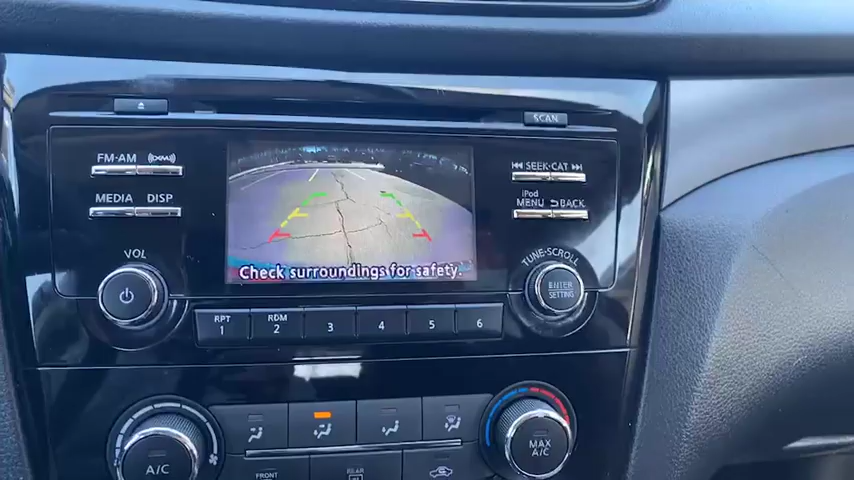 SCAN
FM·AM
SEEK·CAT
MEDIA DISP
iPod
MENU BACK
Check surroundings for safety.
VOL
TUNE·SCROLL
ENTER
SETTING
RPT
1
RDM
2
3
4
5
6
A/C
MAX
A/C
FRONT
REAR